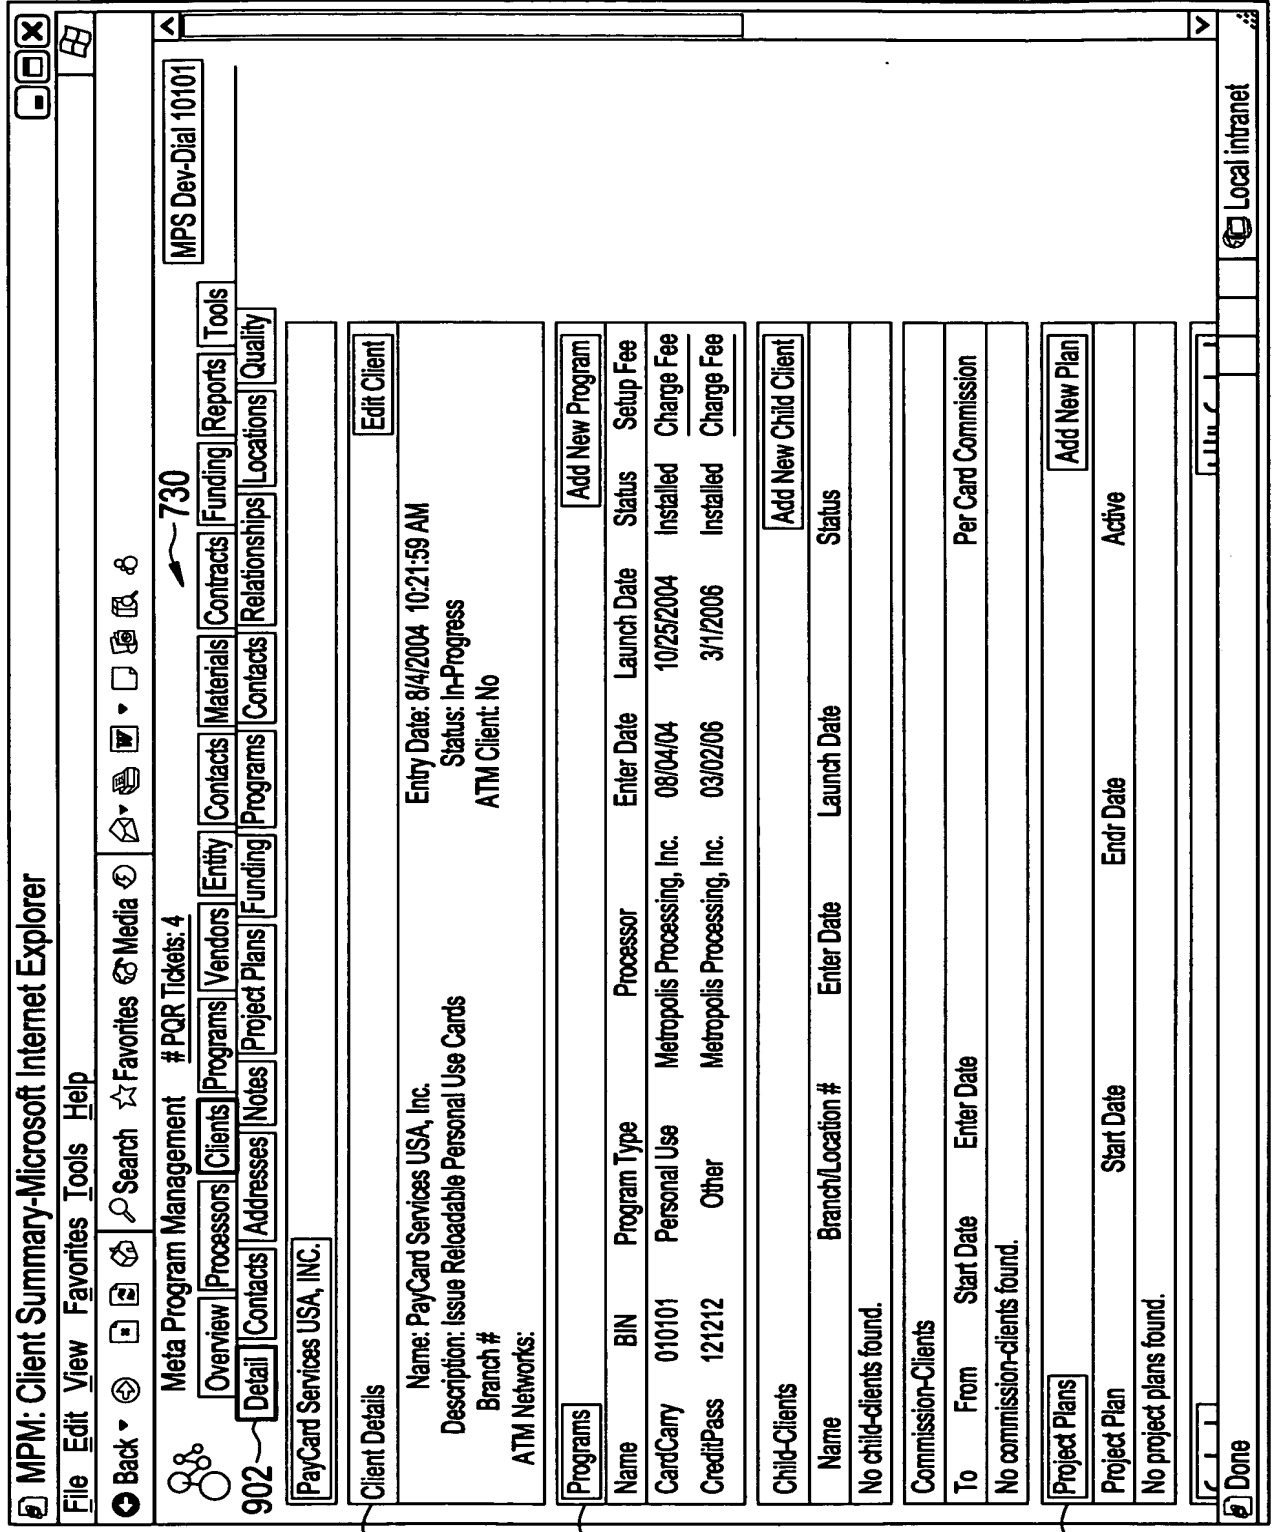 MPM: Client Summary-Microsoft Internet Explorer
File Edit View Favorites Tools Help
Back Search Favorites Media W
Meta Program Management # PQR Tickets: 4 730 MPS Dev-Dial 10101
Overview Processors Clients Programs Vendors Entity Contacts Materials Contracts Funding Reports Tools
902 Detail Contacts Addresses Notes Project Plans Funding Programs Contacts Relationships Locations Quality
PayCard Services USA, INC.
Client Details Edit Client
Name: PayCard Services USA, Inc. Entry Date: 8/4/2004 10:21:59 AM
Description: Issue Reloadable Personal Use Cards Status: In-Progress
Branch # ATM Client: No
ATM Networks:
Programs Add New Program
Name BIN Program Type Processor Enter Date Launch Date Status Setup Fee
CardCarry 010101 Personal Use Metropolis Processing, Inc. 08/04/04 10/25/2004 Installed Charge Fee
CreditPass 121212 Other Metropolis Processing, Inc. 03/02/06 3/1/2006 Installed Charge Fee
Child-Clients Add New Child Client
Name Branch/Location # Enter Date Launch Date Status
No child-clients found.
Commission-Clients
To From Start Date Enter Date Per Card Commission
No commission-clients found.
Project Plans Add New Plan
Project Plan Start Date Endr Date Active
No project plans found.
Done Local intranet